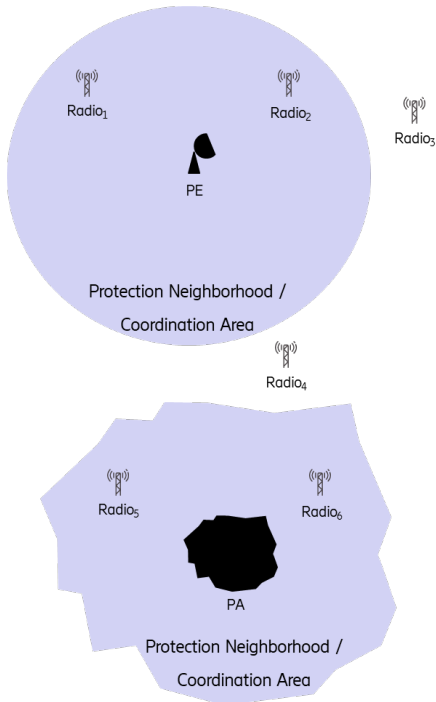 Radio₁
Radio₂
Radio₃
PE
Protection Neighborhood /
Coordination Area
Radio₄
Radio₅
Radio₆
PA
Protection Neighborhood /
Coordination Area